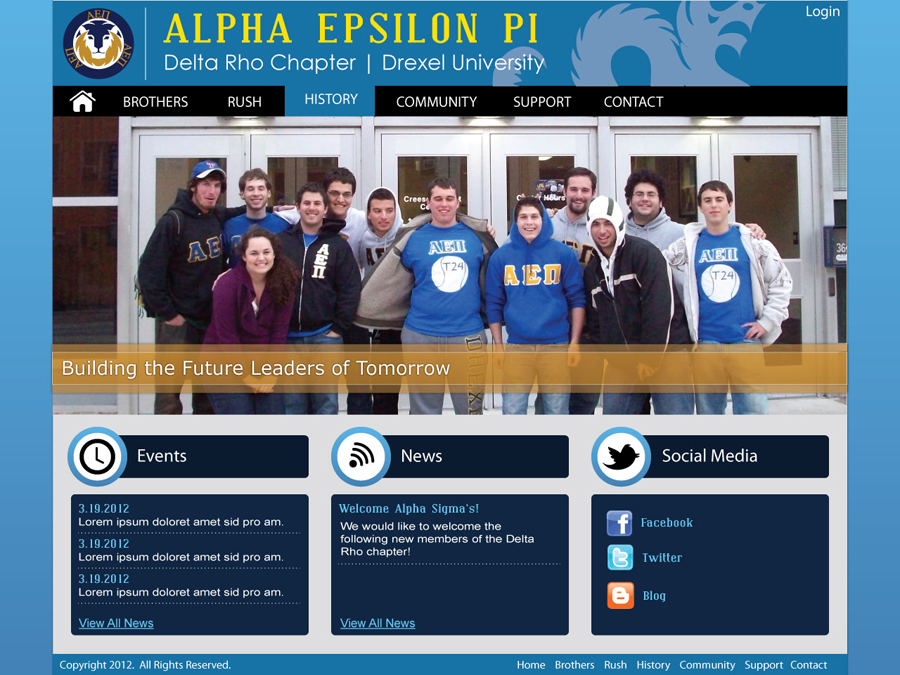 ΑΕΠ
ΑΕΠ
ΑΕΠ
ALPHA EPSILON PI
Delta Rho Chapter | Drexel University
Login
BROTHERS RUSH HISTORY COMMUNITY SUPPORT CONTACT
ΑΕΠ
ΑΕΠ
T24
ΑΕΠ
ΑΕΠ
T24
Building the Future Leaders of Tomorrow
Events
3.19.2012
Lorem ipsum doloret amet sid pro am.
3.19.2012
Lorem ipsum doloret amet sid pro am.
3.19.2012
Lorem ipsum doloret amet sid pro am.
View All News
News
Welcome Alpha Sigma's!
We would like to welcome the
following new members of the Delta
Rho chapter!
View All News
Social Media
Facebook
Twitter
Blog
Copyright 2012. All Rights Reserved.
Home Brothers Rush History Community Support Contact